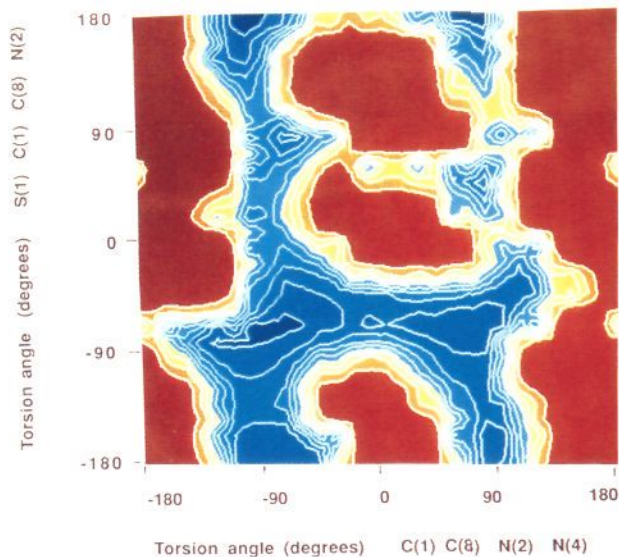 180
90
0
-90
-180
Torsion angle (degrees) S(1) C(1) C(8) N(2)
-180 -90 0 90 180
Torsion angle (degrees) C(1) C(8) N(2) N(4)